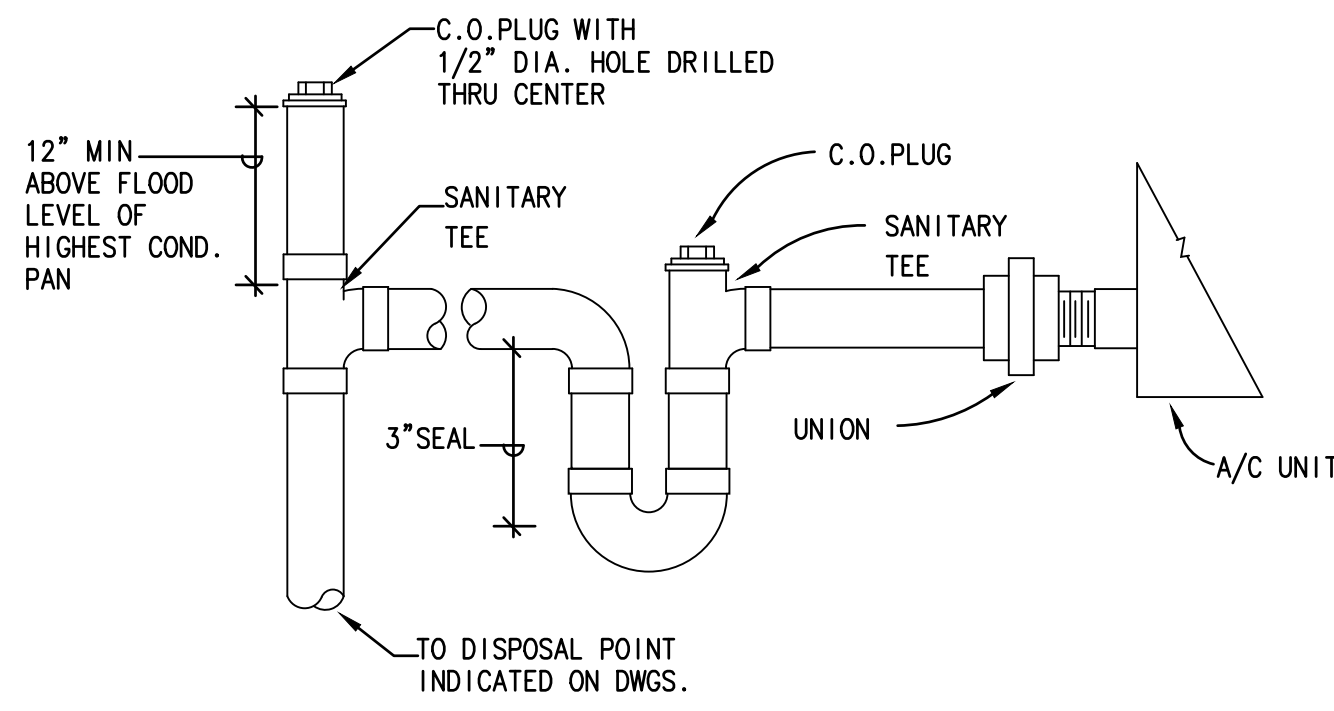 C.O.PLUG WITH
1/2" DIA. HOLE DRILLED
THRU CENTER
12" MIN
ABOVE FLOOD
LEVEL OF
HIGHEST COND.
PAN
SANITARY
TEE
C.O.PLUG
SANITARY
TEE
3"SEAL
UNION
A/C UNIT
TO DISPOSAL POINT
INDICATED ON DWGS.